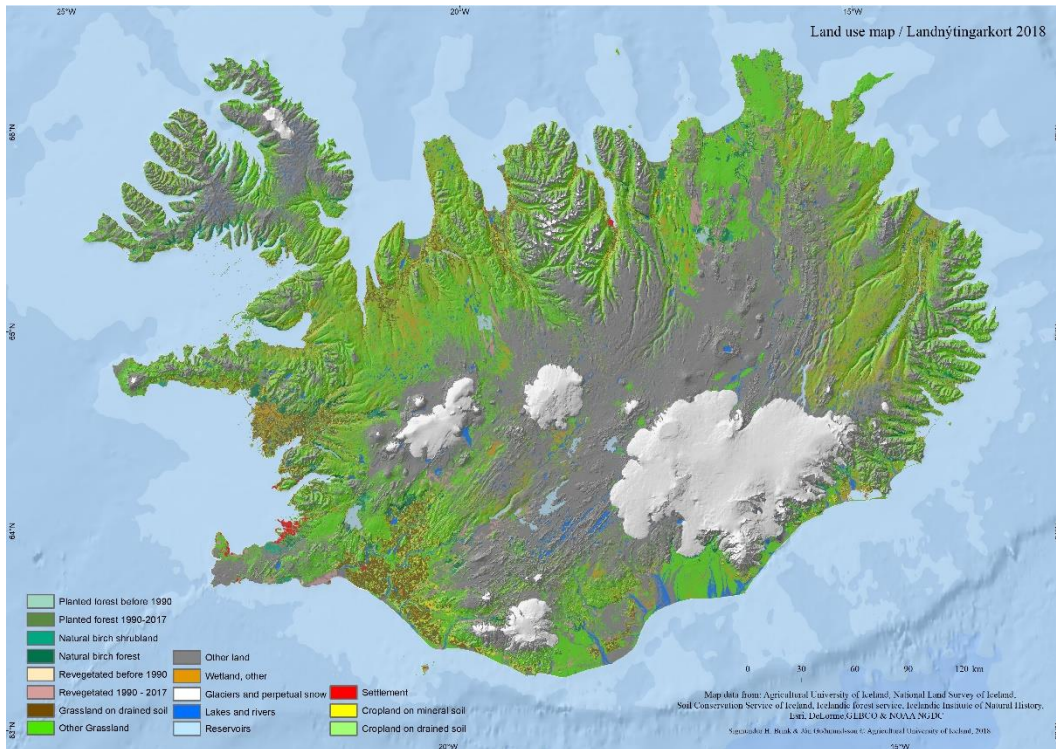 20°W
15°W
Land use map / Landnýtingarkort 2018
66°N
65°N
64°N
63°N
Planted forest before 1990
Planted forest 1990-2017
Natural birch shrubland
Natural birch forest
Revegetated before 1990
Revegetated 1990 - 2017
Grassland on drained soil
Other Grassland
Other land
Wetland, other
Glaciers and perpetual snow
Lakes and rivers
Reservoirs
Settlement
Cropland on mineral soil
Cropland on drained soil
0 30 60 90 120 km
Map data from: Agricultural University of Iceland, National Land Survey of Iceland,
Soil Conservation Service of Iceland, Icelandic forest service, Icelandic Institute of Natural History,
Esri, DeLorme,GEBCO & NOAA NGDC
H. Brink & Jón Guðmundsson © Agricultural University of Iceland, 2018
20°W
15°W